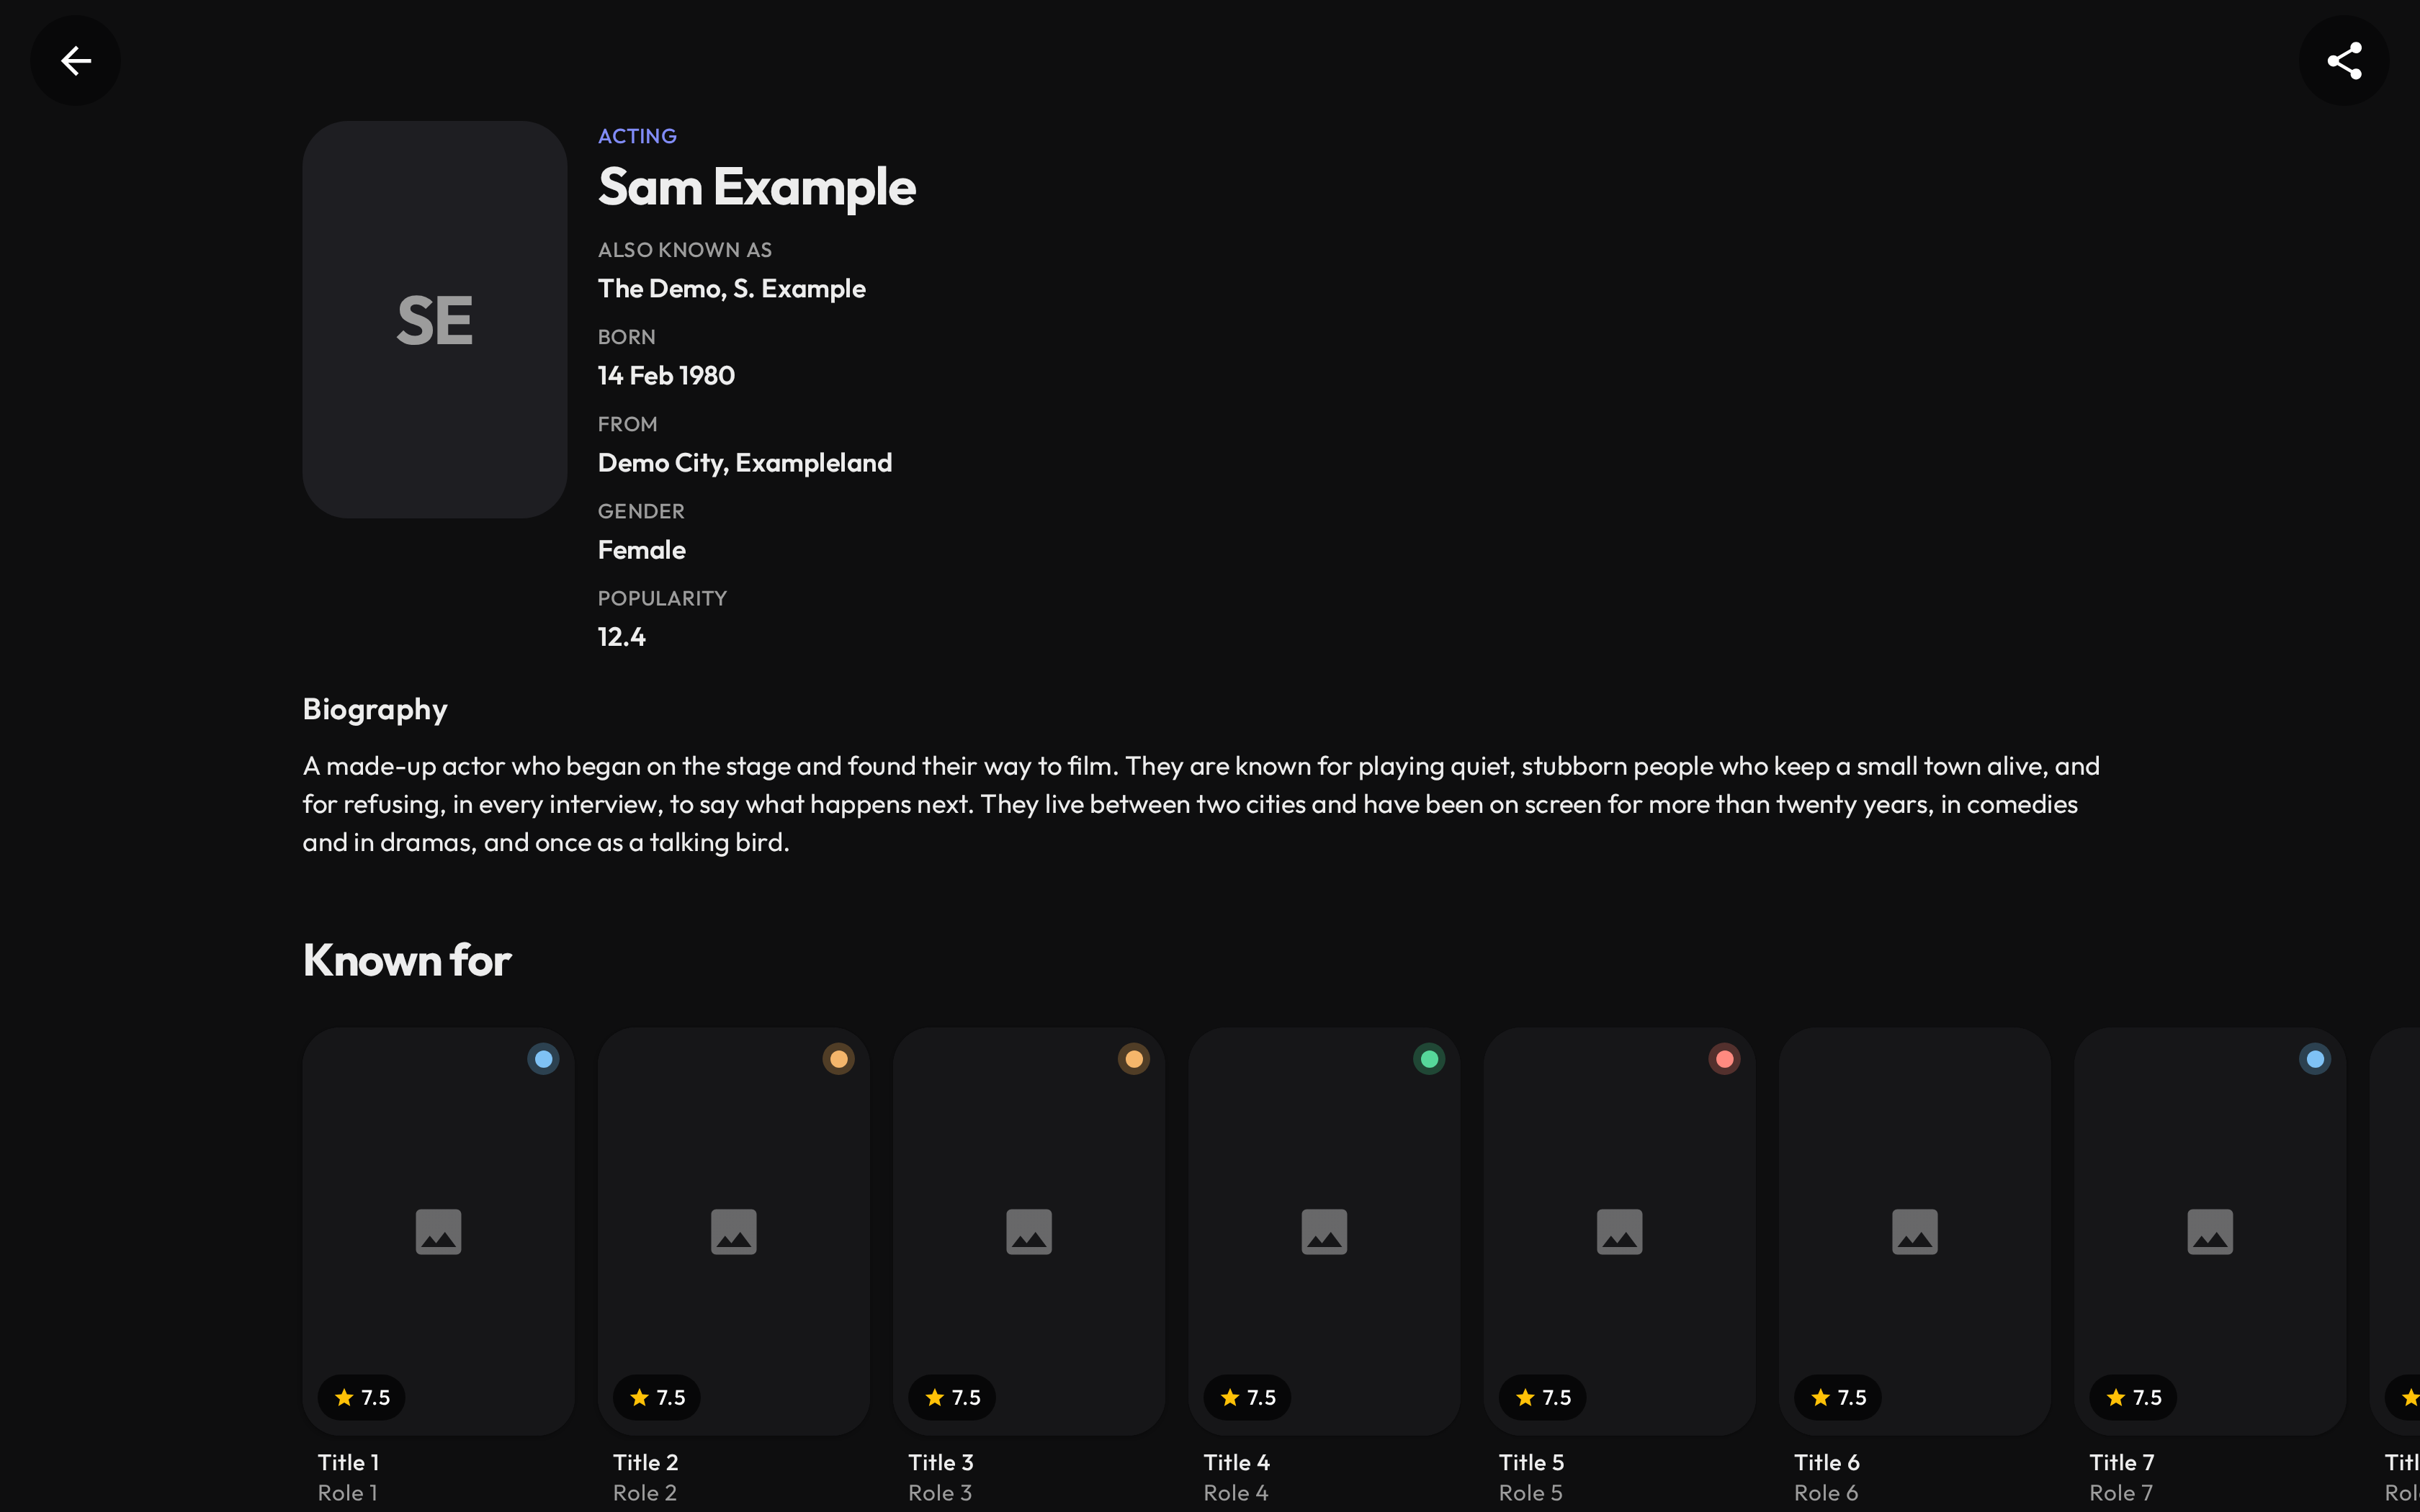 ACTING
Sam Example
SE
ALSO KNOWN AS
The Demo, S. Example
BORN
14 Feb 1980
FROM
Demo City, Exampleland
GENDER
Female
POPULARITY
12.4
Biography
A made-up actor who began on the stage and found their way to film. They are known for playing quiet, stubborn people who keep a small town alive, and
for refusing, in every interview, to say what happens next. They live between two cities and have been on screen for more than twenty years, in comedies
and in dramas, and once as a talking bird.
Known for
7.5
Title 1
Role 1
7.5
Title 2
Role 2
7.5
Title 3
Role 3
7.5
Title 4
Role 4
7.5
Title 5
Role 5
7.5
Title 6
Role 6
7.5
Title 7
Role 7